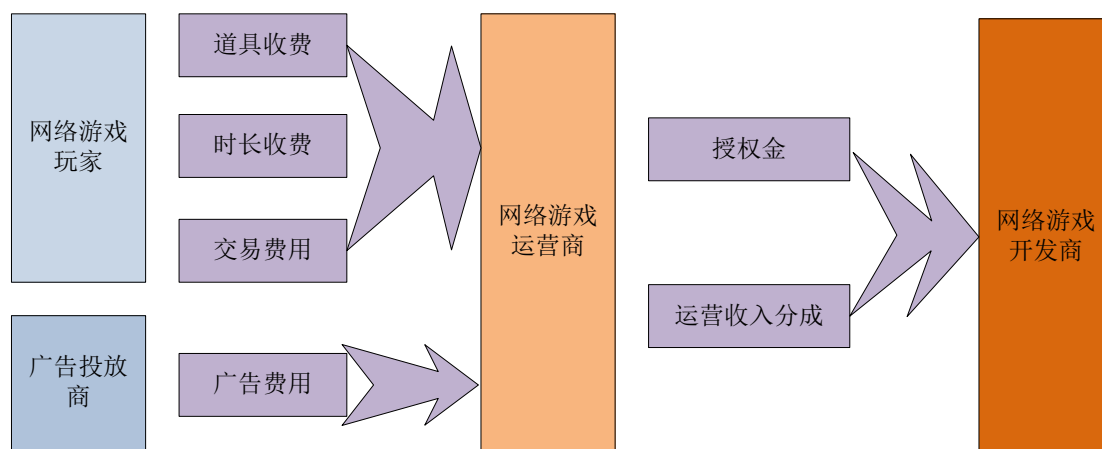 网络游戏
玩家
道具收费
时长收费
交易费用
广告投放
商
广告费用
网络游戏
运营商
授权金
运营收入分成
网络游戏
开发商